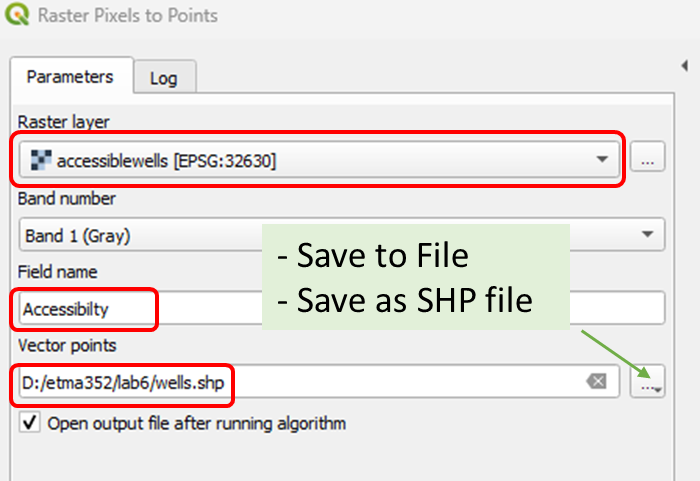 Raster Pixels to Points
Parameters
Log
Raster layer
accessiblewells [EPSG:32630]
...
Band number
Band 1 (Gray)
- Save to File
- Save as SHP file
Field name
Accessibilty
Vector points
D:/etma352/lab6/wells.shp
...
Open output file after running algorithm